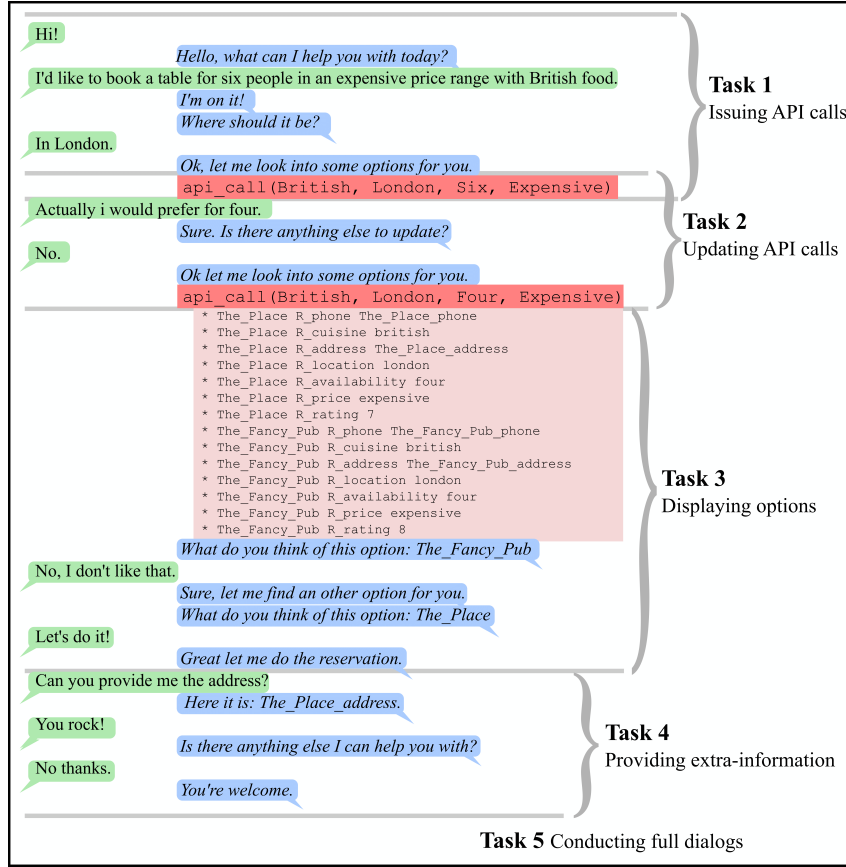 Hi!
Hello, what can I help you with today?
I'd like to book a table for six people in an expensive price range with British food.
I'm on it!
Where should it be?
In London.
Ok, let me look into some options for you.
api_call(British, London, Six, Expensive)
Task 1
Issuing API calls
Actually i would prefer for four.
Sure. Is there anything else to update?
No.
Ok let me look into some options for you.
api_call(British, London, Four, Expensive)
Task 2
Updating API calls
* The_Place R_phone The_Place_phone
* The_Place R_cuisine british
* The_Place R_address The_Place_address
* The_Place R_location london
* The_Place R_availability four
* The_Place R_price expensive
* The_Place R_rating 7
* The_Fancy_Pub R_phone The_Fancy_Pub_phone
* The_Fancy_Pub R_cuisine british
* The_Fancy_Pub R_address The_Fancy_Pub_address
* The_Fancy_Pub R_location london
* The_Fancy_Pub R_availability four
* The_Fancy_Pub R_price expensive
* The_Fancy_Pub R_rating 8
What do you think of this option: The_Fancy_Pub
No, I don't like that.
Sure, let me find an other option for you.
What do you think of this option: The_Place
Let's do it!
Great let me do the reservation.
Task 3
Displaying options
Can you provide me the address?
Here it is: The_Place_address.
You rock!
Is there anything else I can help you with?
No thanks.
You're welcome.
Task 4
Providing extra-information
Task 5 Conducting full dialogs